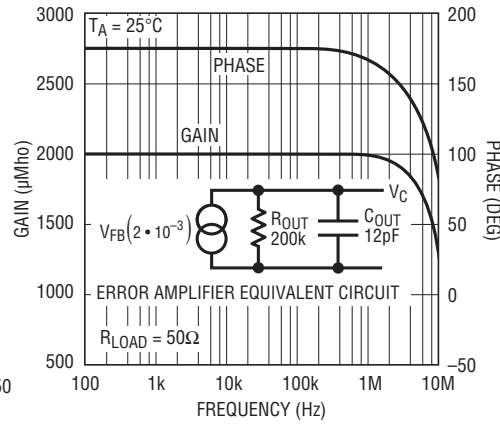 3000
2500
2000
1500
1000
500
GAIN (µMho)
200
150
100
50
0
–50
PHASE (DEG)
T_A = 25°C
PHASE
GAIN
V_C
V_FB(2 • 10⁻³)
R_OUT
200k
C_OUT
12pF
ERROR AMPLIFIER EQUIVALENT CIRCUIT
R_LOAD = 50Ω
50
100 1k 10k 100k 1M 10M
FREQUENCY (Hz)